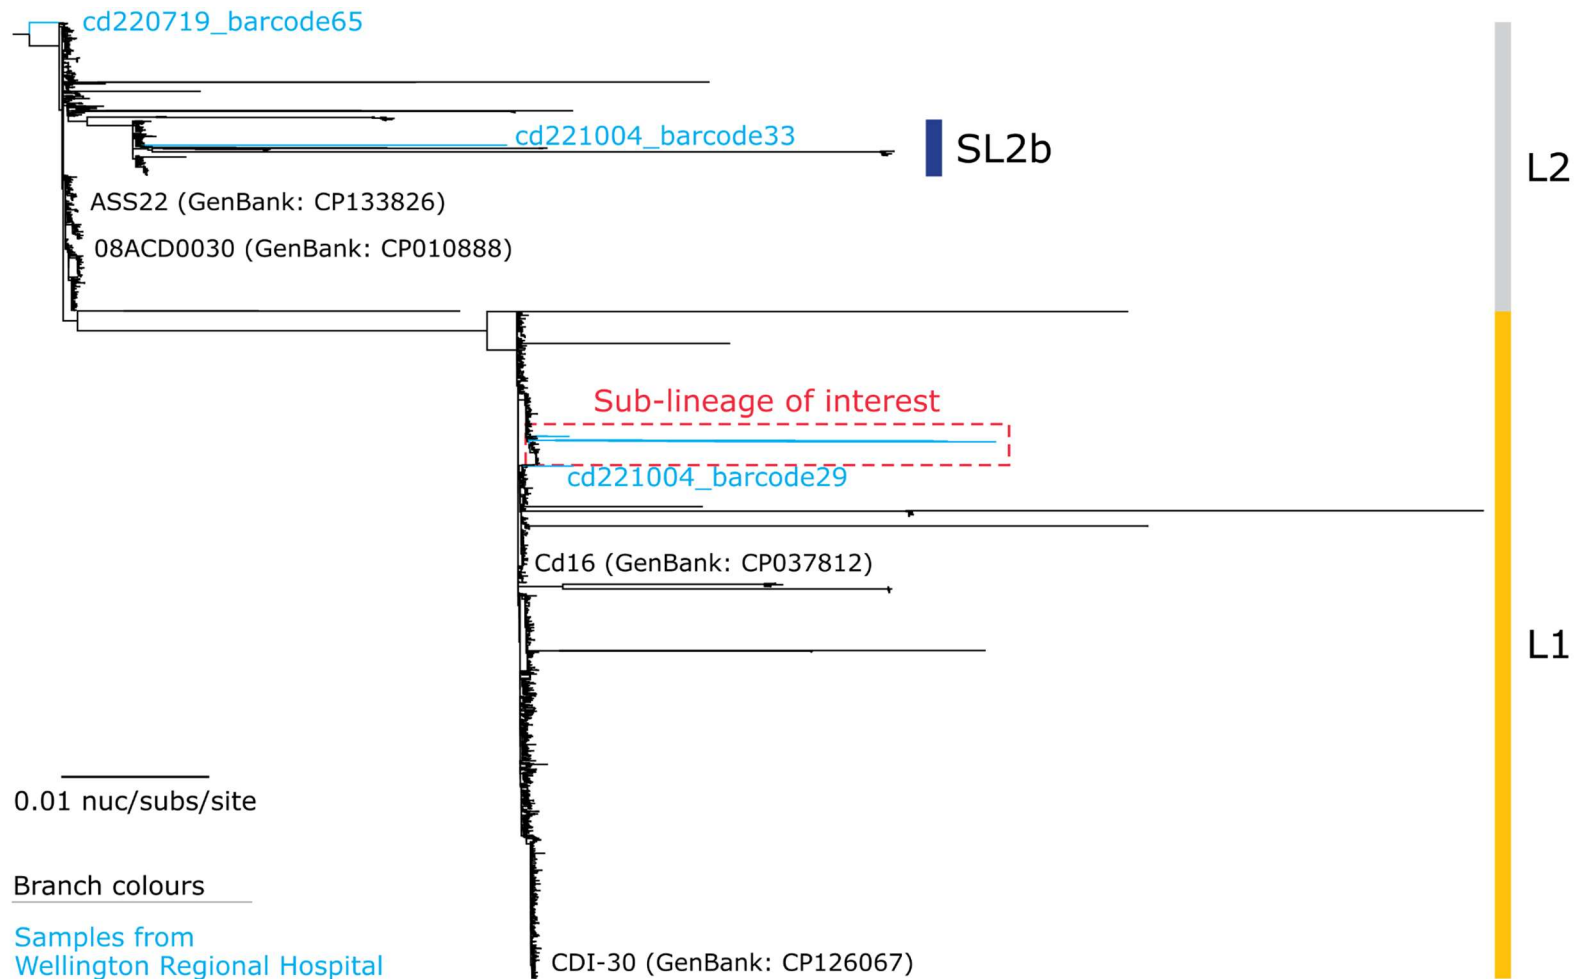 cd220719_barcode65
cd221004_barcode33
SL2b
L2
ASS22 (GenBank: CP133826)
08ACD0030 (GenBank: CP010888)
Sub-lineage of interest
cd221004_barcode29
Cd16 (GenBank: CP037812)
L1
0.01 nuc/subs/site
Branch colours
Samples from
Wellington Regional Hospital
CDI-30 (GenBank: CP126067)